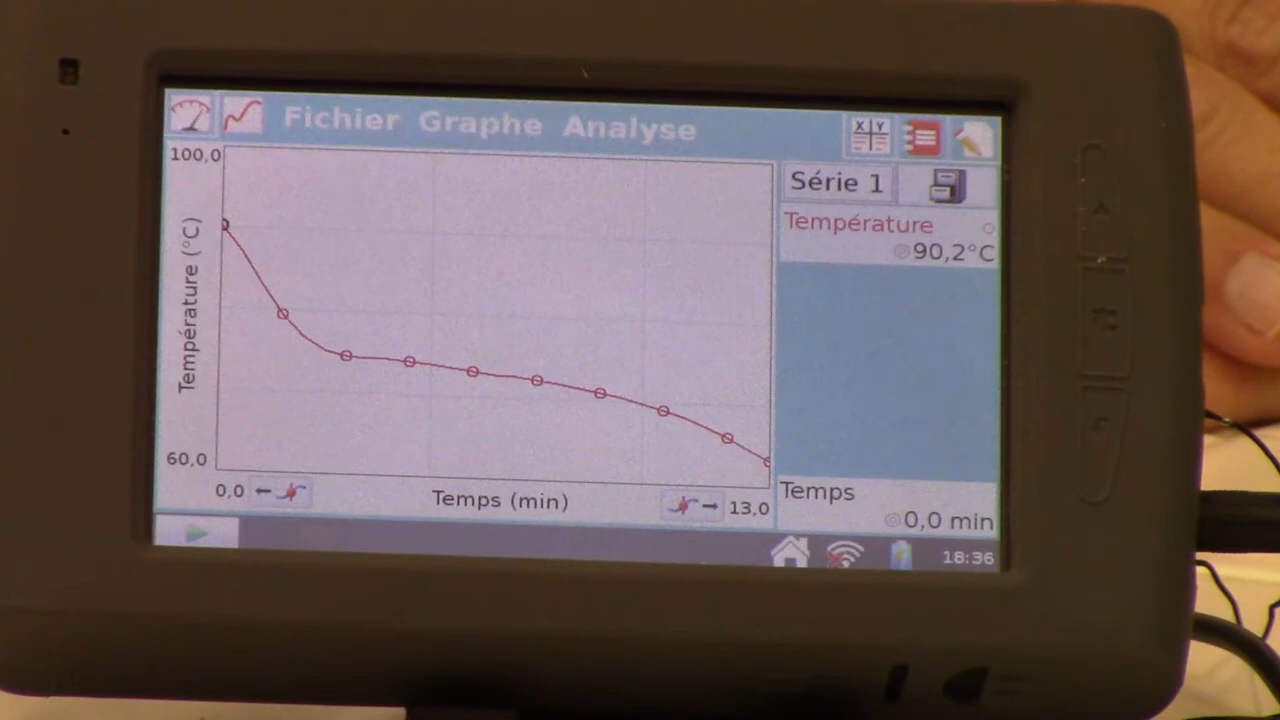 Fichier Graphe Analyse
X Y
100,0
Série 1
Température
90,2°C
Température (°C)
60,0
0,0
Temps (min)
13,0
Temps
0,0 min
18:36